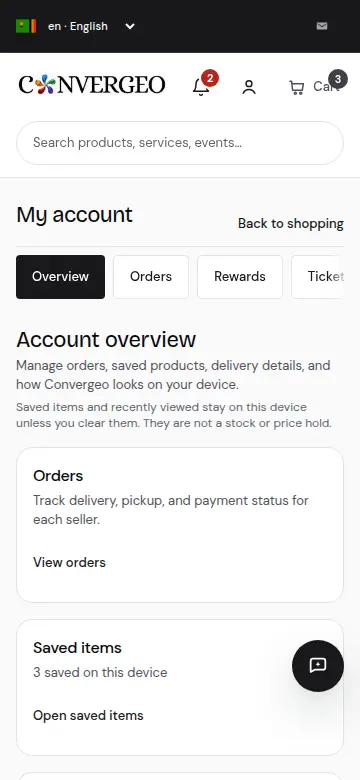 en · English
CONVERGEO
2
Cart
3
Search products, services, events…
My account
Back to shopping
Overview
Orders
Rewards
Ticket
Account overview
Manage orders, saved products, delivery details, and
how Convergeo looks on your device.
Saved items and recently viewed stay on this device
unless you clear them. They are not a stock or price hold.
Orders
Track delivery, pickup, and payment status for
each seller.
View orders
Saved items
3 saved on this device
Open saved items